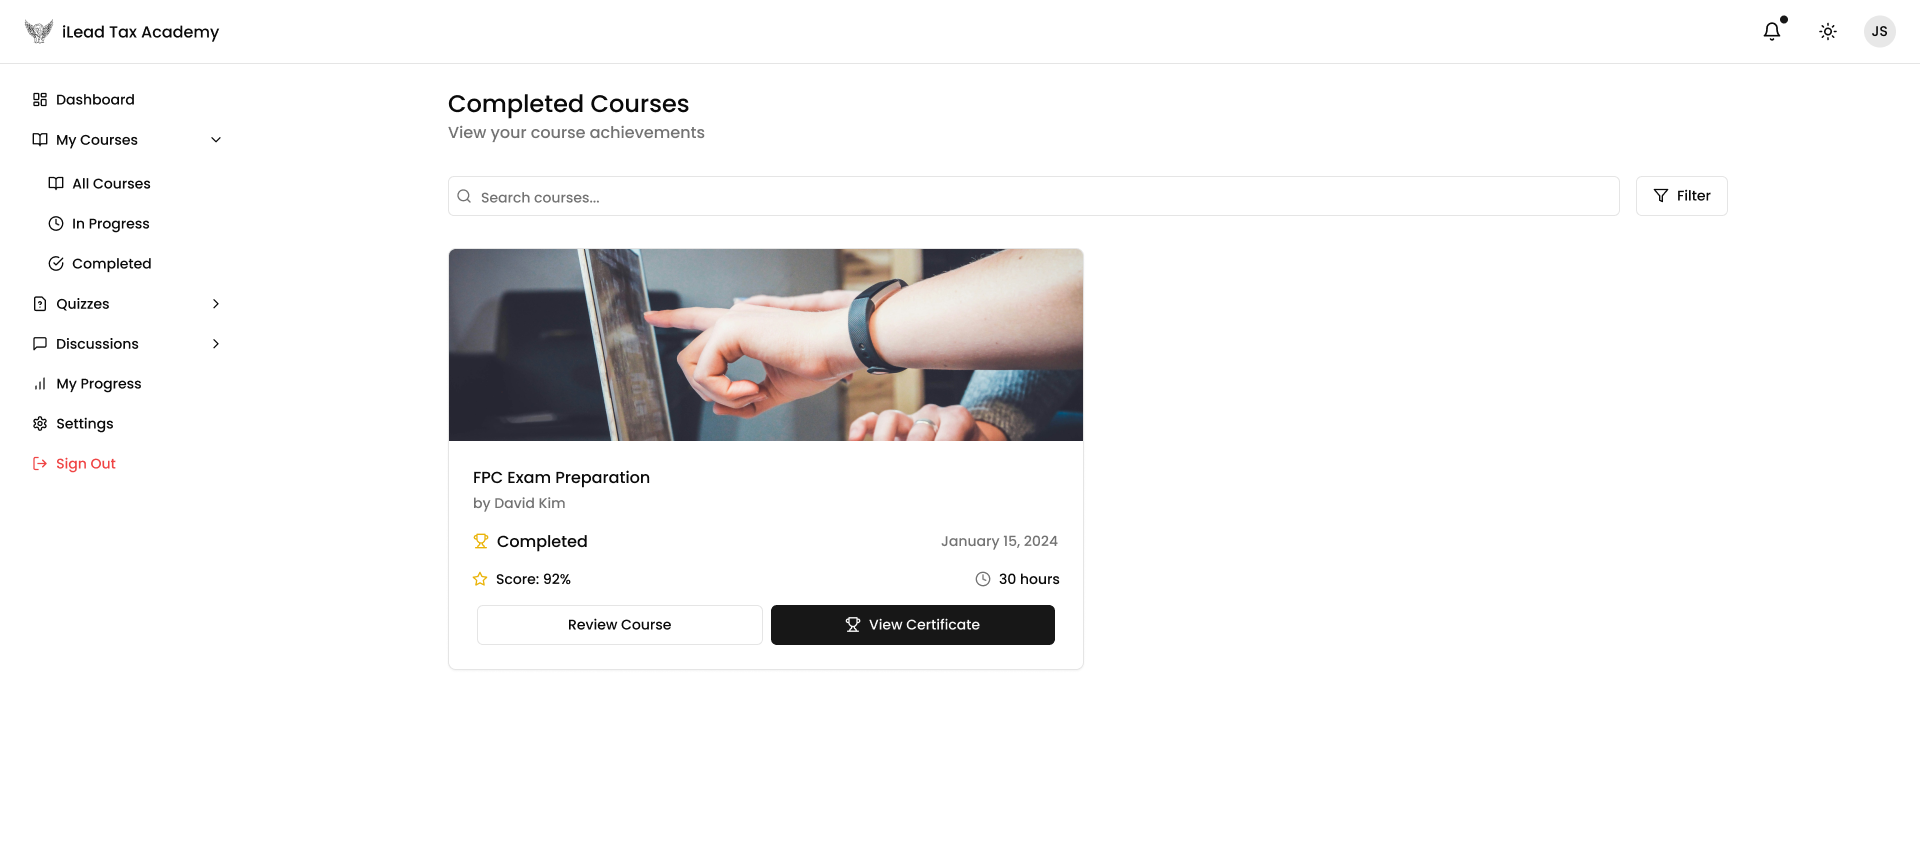 iLead Tax Academy
JS
Dashboard
My Courses
All Courses
In Progress
Completed
Quizzes
Discussions
My Progress
Settings
Sign Out
Completed Courses
View your course achievements
Search courses...
Filter
FPC Exam Preparation
by David Kim
Completed
January 15, 2024
Score: 92%
30 hours
Review Course
View Certificate